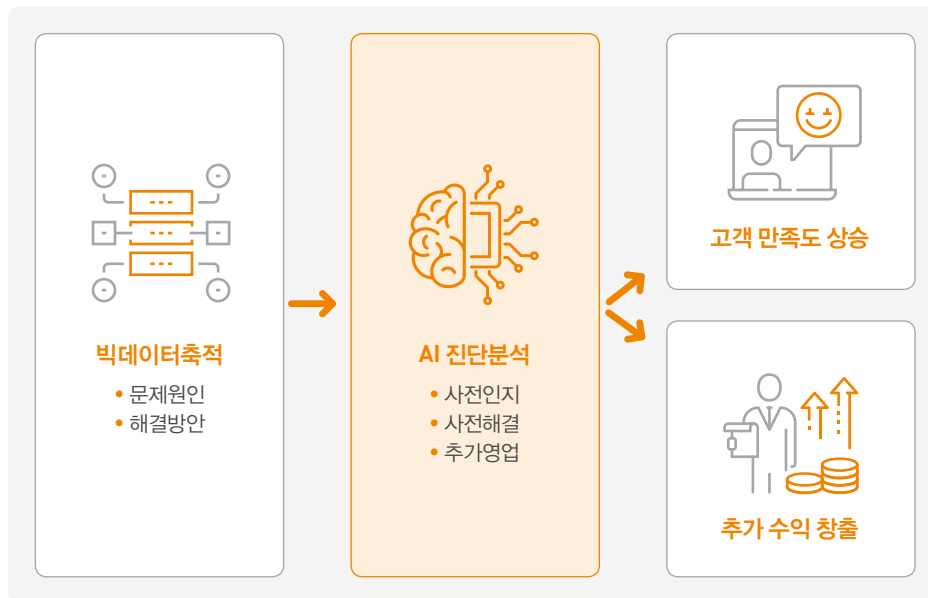 빅데이터축적
• 문제원인
• 해결방안
AI 진단분석
• 사전인지
• 사전해결
• 추가영업
고객 만족도 상승
추가 수익 창출